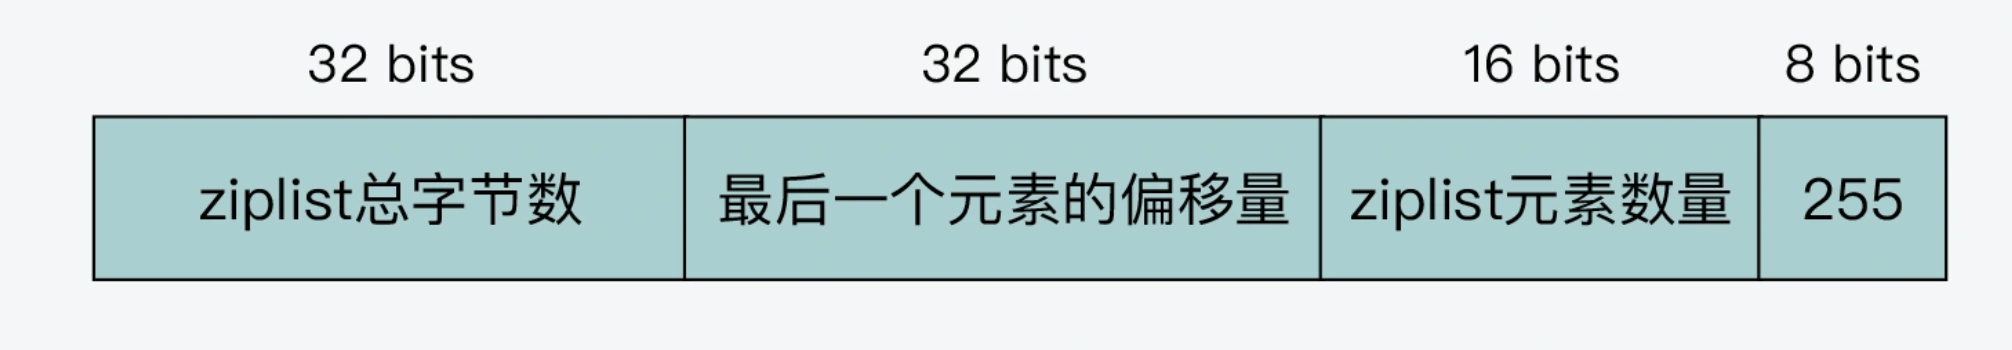 32 bits 32 bits 16 bits 8 bits
ziplist总字节数 最后一个元素的偏移量 ziplist元素数量 255